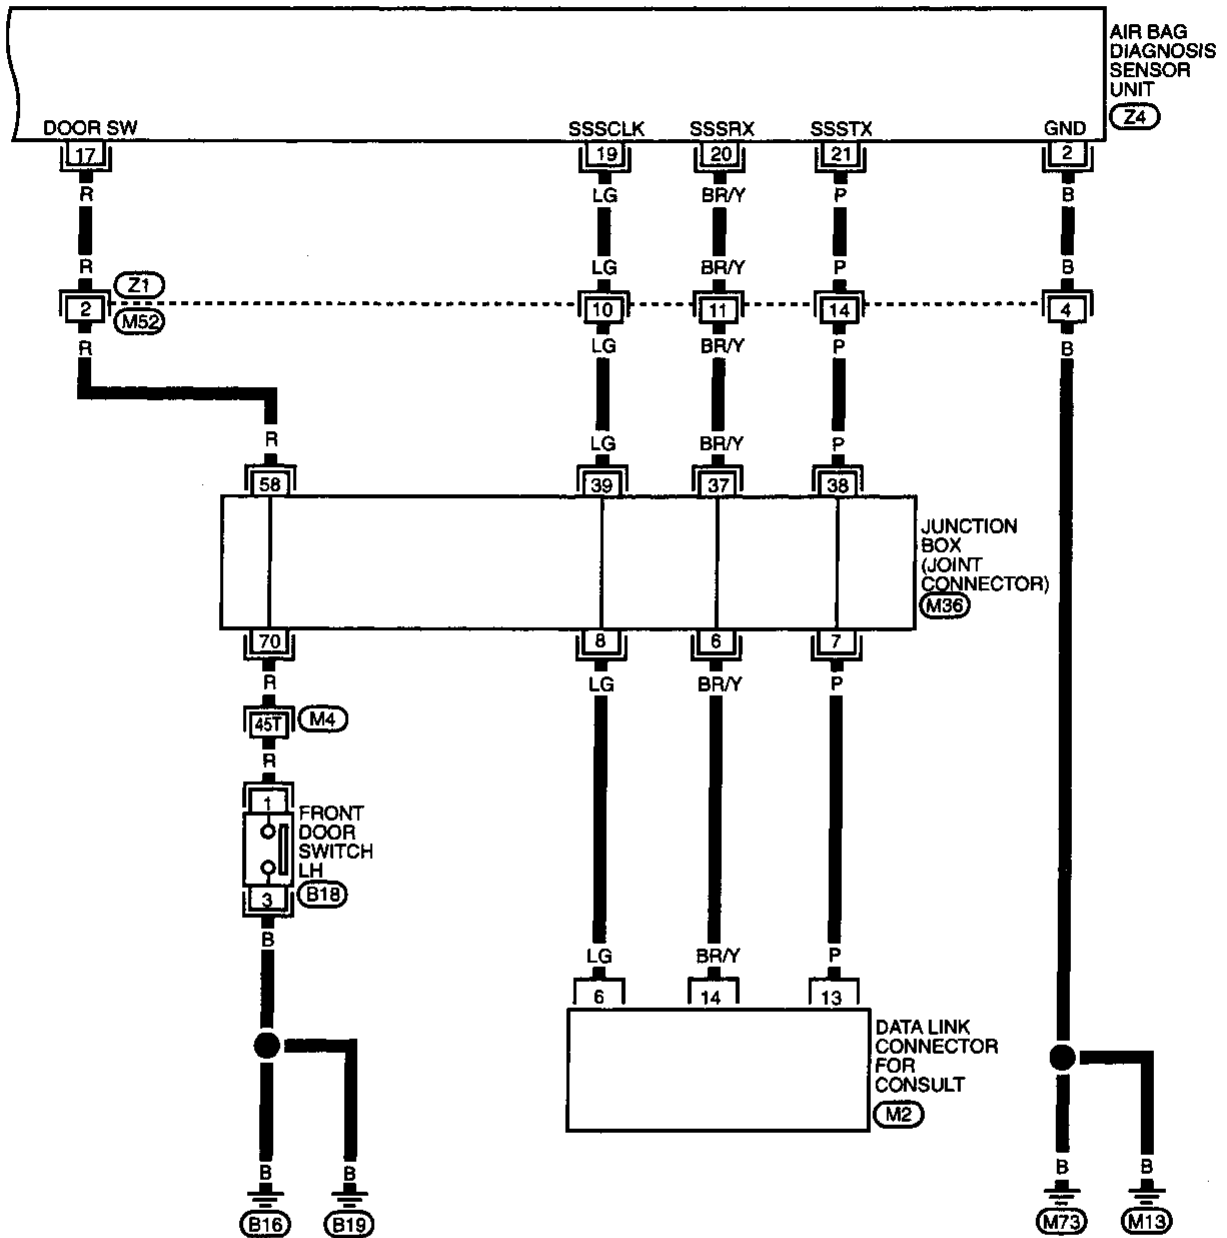 AIR BAG
DIAGNOSIS
SENSOR
UNIT
Z4
DOOR SW SSSCLK SSSRX SSSTX GND
17 19 20 21 2
R LG BR/Y P B
R LG BR/Y P B
Z1
2 10 11 14 4
M52
R LG BR/Y P B
R LG BR/Y P
58 39 37 38
JUNCTION
BOX
(JOINT
CONNECTOR)
M36
70 8 6 7
R LG BR/Y P
45T M4
R
1
FRONT
DOOR
SWITCH
LH
3 B18
B
LG BR/Y P
6 14 13
DATA LINK
CONNECTOR
FOR
CONSULT
M2
B B B B
B16 B19 M73 M13